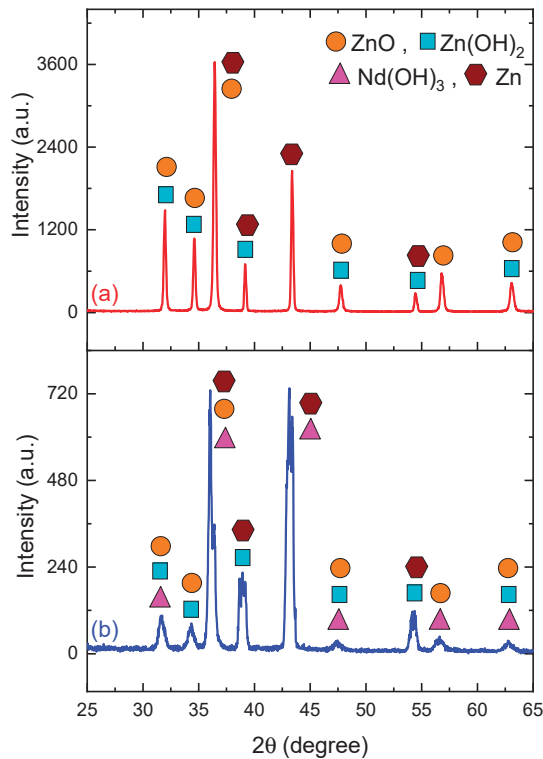 ZnO , Zn(OH)₂
Nd(OH)₃ , Zn
Intensity (a.u.)
3600
2400
1200
0
(a)
Intensity (a.u.)
720
480
240
0
(b)
25 30 35 40 45 50 55 60 65
2θ (degree)